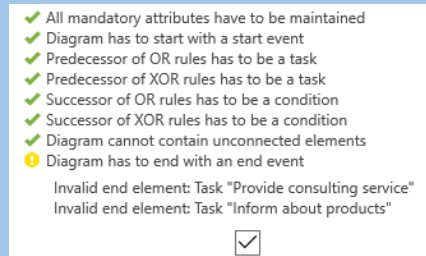 All mandatory attributes have to be maintained
Diagram has to start with a start event
Predecessor of OR rules has to be a task
Predecessor of XOR rules has to be a task
Successor of OR rules has to be a condition
Successor of XOR rules has to be a condition
Diagram cannot contain unconnected elements
Diagram has to end with an end event
Invalid end element: Task "Provide consulting service"
Invalid end element: Task "Inform about products"